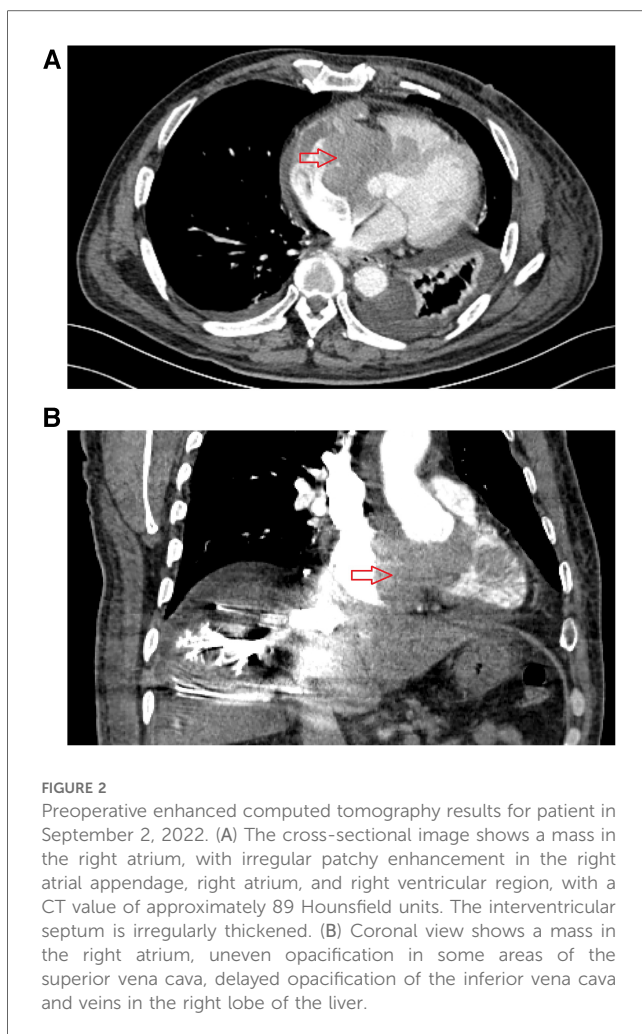 A
B
FIGURE 2
Preoperative enhanced computed tomography results for patient in
September 2, 2022. (A) The cross-sectional image shows a mass in
the right atrium, with irregular patchy enhancement in the right
atrial appendage, right atrium, and right ventricular region, with a
CT value of approximately 89 Hounsfield units. The interventricular
septum is irregularly thickened. (B) Coronal view shows a mass in
the right atrium, uneven opacification in some areas of the
superior vena cava, delayed opacification of the inferior vena cava
and veins in the right lobe of the liver.